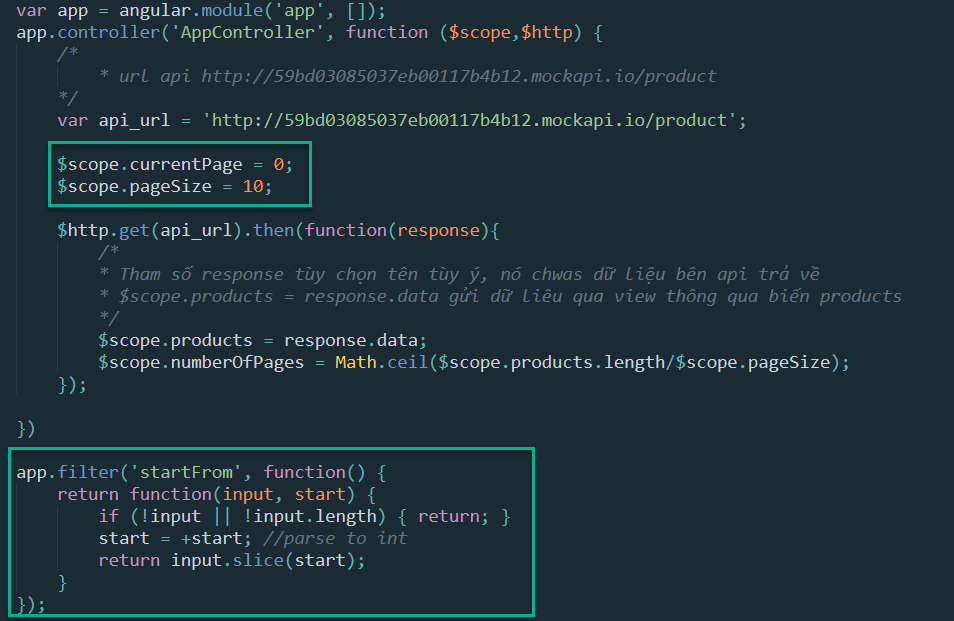 var app = angular.module('app', []);
app.controller('AppController', function ($scope,$http) {
/*
* url api http://59bd03085037eb00117b4b12.mockapi.io/product
*/
var api_url = 'http://59bd03085037eb00117b4b12.mockapi.io/product';
$scope.currentPage = 0;
$scope.pageSize = 10;
$http.get(api_url).then(function(response){
/*
* Tham số response tùy chọn tên tùy ý, nó chwas dữ liệu bên api trả về
* $scope.products = response.data gửi dữ liêu qua view thông qua biến products
*/
$scope.products = response.data;
$scope.numberOfPages = Math.ceil($scope.products.length/$scope.pageSize);
});
})
app.filter('startFrom', function() {
return function(input, start) {
if (!input || !input.length) { return; }
start = +start; //parse to int
return input.slice(start);
}
});